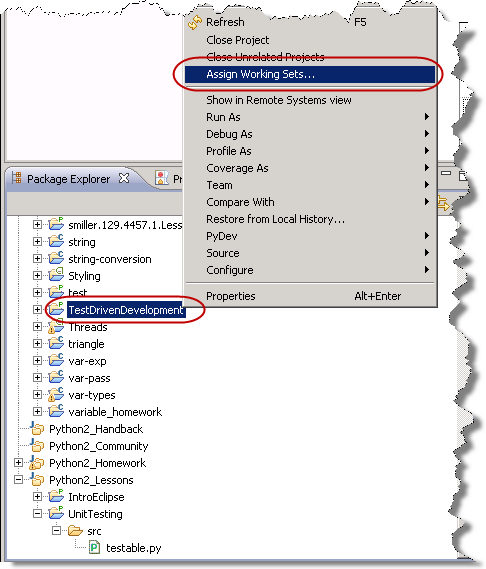 Refresh F5
Close Project
Close Unrelated Projects
Assign Working Sets...
Show in Remote Systems view
Run As
Debug As
Profile As
Coverage As
Team
Compare With
Restore from Local History...
PyDev
Source
Configure
Properties Alt+Enter
Package Explorer
smiller.129.4457.1.Less
string
string-conversion
Styling
test
TestDrivenDevelopment
Threads
triangle
var-exp
var-pass
var-types
variable_homework
Python2_Handback
Python2_Community
Python2_Homework
Python2_Lessons
IntroEclipse
UnitTesting
src
testable.py